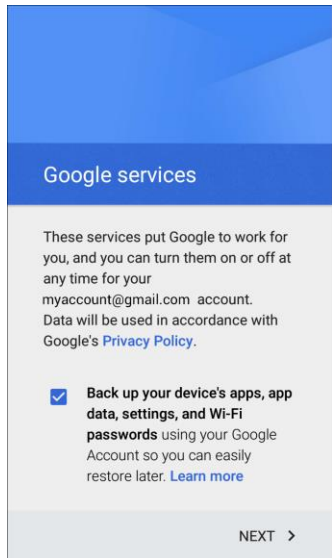 Google services
These services put Google to work for
you, and you can turn them on or off at
any time for your
myaccount@gmail.com account.
Data will be used in accordance with
Google's Privacy Policy.
Back up your device's apps, app
data, settings, and Wi-Fi
passwords using your Google
Account so you can easily
restore later. Learn more
NEXT >